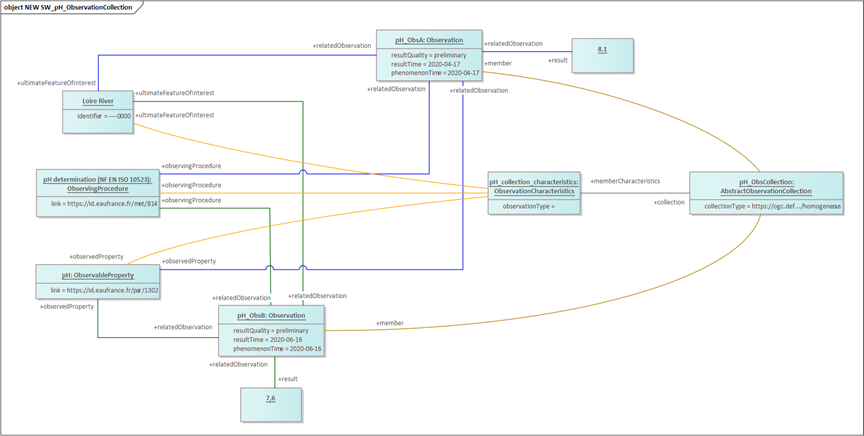 object NEW SW_pH_ObservationCollection
pH_ObsA: Observation
resultQuality = preliminary
resultTime = 2020-04-17
phenomenonTime = 2020-04-17
+relatedObservation
+relatedObservation
+member
+result
8.1
+relatedObservation
+relatedObservation
+ultimateFeatureOfInterest
+ultimateFeatureOfInterest
+ultimateFeatureOfInterest
Loire River
identifier = ----0000
pH determination [NF EN ISO 10523]:
ObservingProcedure
link = https://id.eaufrance.fr/met/814
+observingProcedure
+observingProcedure
+observingProcedure
pH_collection_characteristics:
ObservationCharacteristics
observationType =
+memberCharacteristics
+collection
pH_ObsCollection:
AbstractObservationCollection
collectionType = https://ogc.def.../homogeneous
+observedProperty
+observedProperty
pH: ObservableProperty
link = https://id.eaufrance.fr/par/1302
+observedProperty
+relatedObservation
+relatedObservation
+relatedObservation
pH_ObsB: Observation
resultQuality = preliminary
resultTime = 2020-06-16
phenomenonTime = 2020-06-16
+member
+relatedObservation
+result
7,6